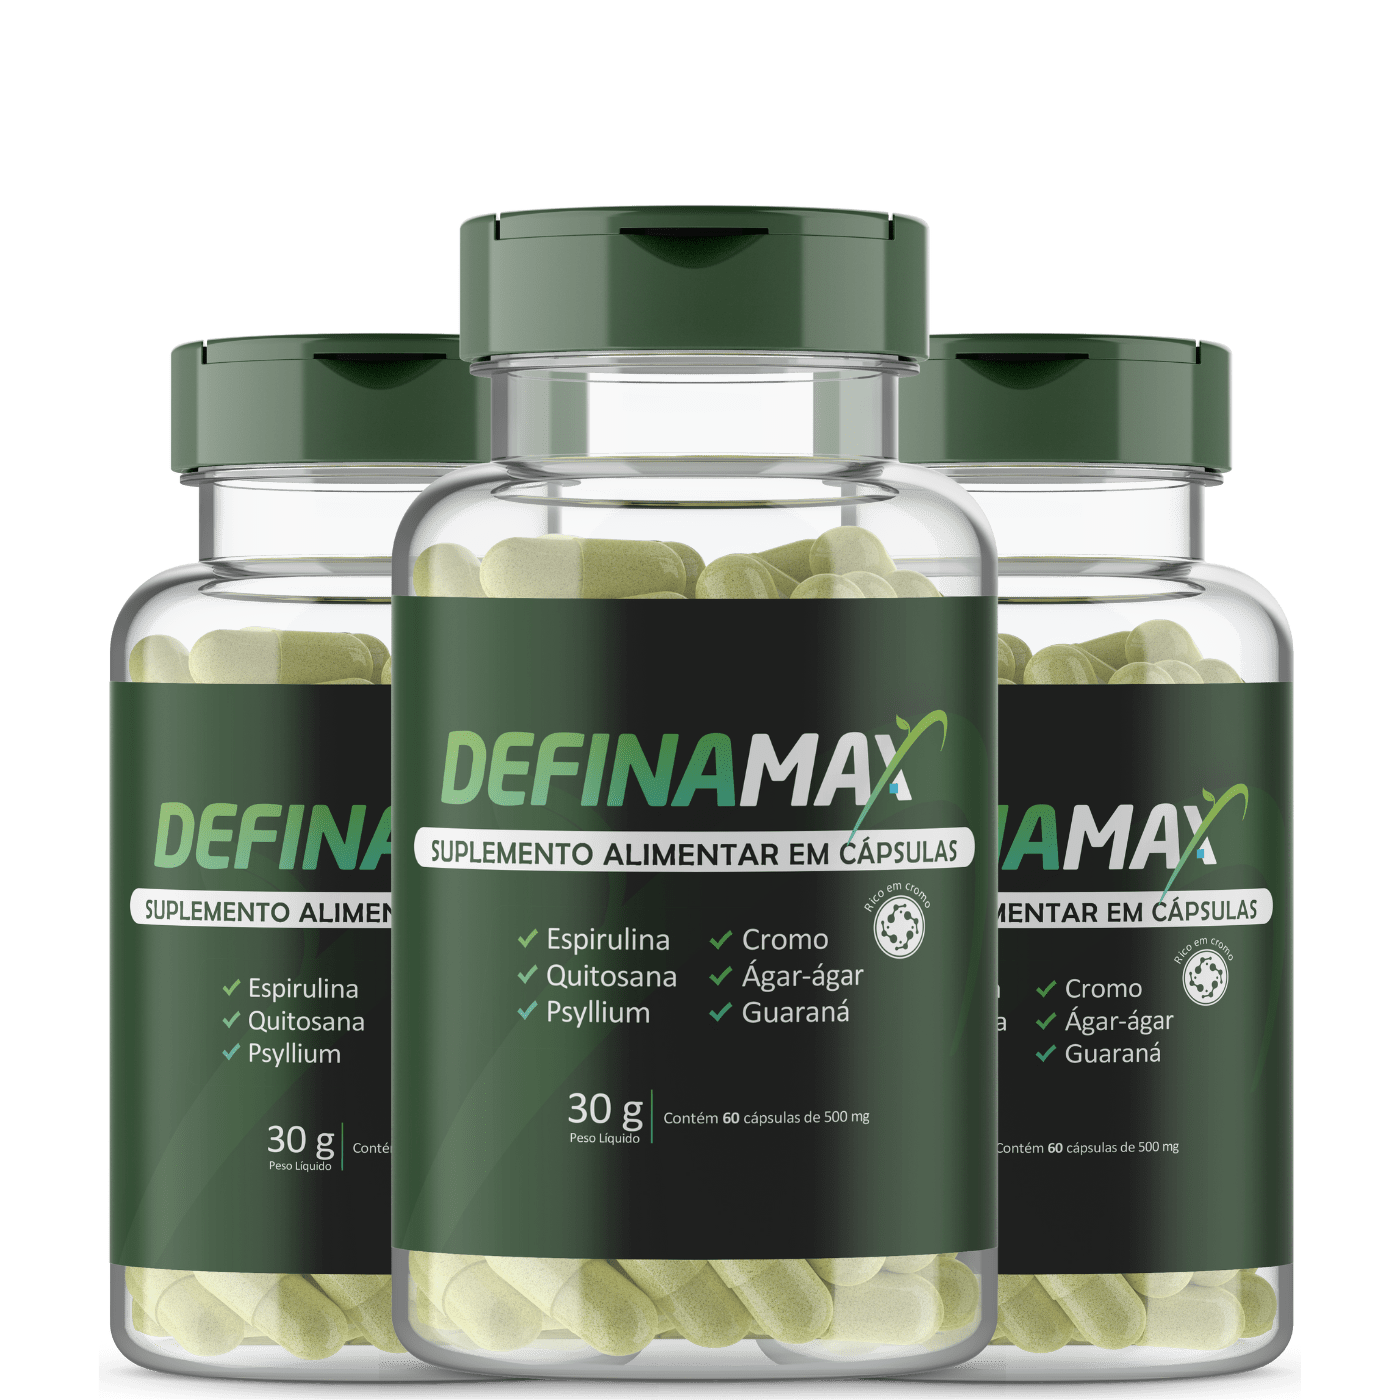 DEFINAMAX
SUPLEMENTO ALIMENTAR EM CÁPSULAS
Rico em cromo
✓ Espirulina ✓ Cromo
✓ Quitosana ✓ Ágar-ágar
✓ Psyllium ✓ Guaraná
30 g
Peso Líquido
Contém 60 cápsulas de 500 mg
DEFINA
SUPLEMENTO ALIMEN
✓ Espirulina
✓ Quitosana
✓ Psyllium
30 g
Peso Líquido
Conté
NAMAX
MENTAR EM CÁPSULAS
Rico em cromo
a ✓ Cromo
a ✓ Ágar-ágar
✓ Guaraná
Contém 60 cápsulas de 500 mg